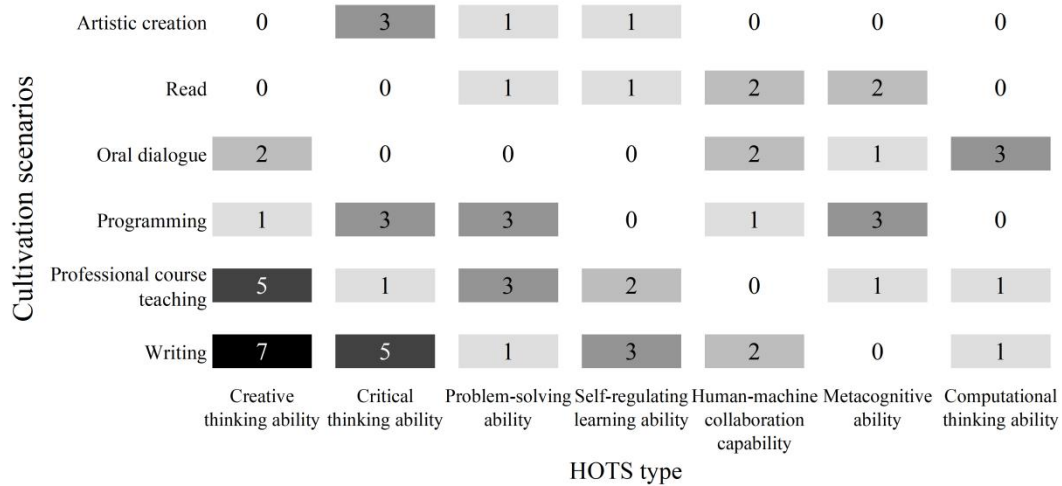 Cultivation scenarios
Artistic creation 0 3 1 1 0 0 0
Read 0 0 1 1 2 2 0
Oral dialogue 2 0 0 0 2 1 3
Programming 1 3 3 0 1 3 0
Professional course
teaching 5 1 3 2 0 1 1
Writing 7 5 1 3 2 0 1
Creative Critical Problem-solving Self-regulating Human-machine Metacognitive Computational
thinking ability thinking ability ability learning ability collaboration ability thinking ability
capability
HOTS type